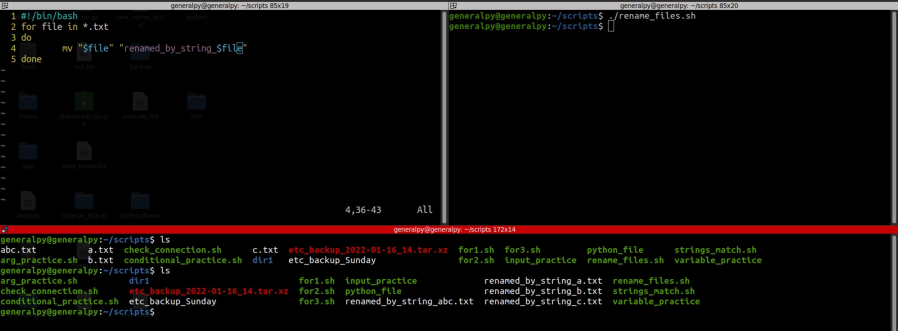 generalpy@generalpy: ~/scripts 85x19
1 #!/bin/bash
2 for file in *.txt
3 do
4         mv "$file" "renamed_by_string_$file"
5 done
~
~
~
~
~
~
~
~
~
~
~
~
4,36-43 All
generalpy@generalpy: ~/scripts 85x20
generalpy@generalpy:~/scripts$ ./rename_files.sh
generalpy@generalpy:~/scripts$
generalpy@generalpy: ~/scripts 172x14
generalpy@generalpy:~/scripts$ ls
abc.txt a.txt check_connection.sh c.txt etc_backup_2022-01-16_14.tar.xz for1.sh for3.sh python_file strings_match.sh
arg_practice.sh b.txt conditional_practice.sh dir1 etc_backup_Sunday for2.sh input_practice rename_files.sh variable_practice
generalpy@generalpy:~/scripts$ ls
arg_practice.sh dir1 for1.sh input_practice renamed_by_string_a.txt rename_files.sh
check_connection.sh etc_backup_2022-01-16_14.tar.xz for2.sh python_file renamed_by_string_b.txt strings_match.sh
conditional_practice.sh etc_backup_Sunday for3.sh renamed_by_string_abc.txt renamed_by_string_c.txt variable_practice
generalpy@generalpy:~/scripts$